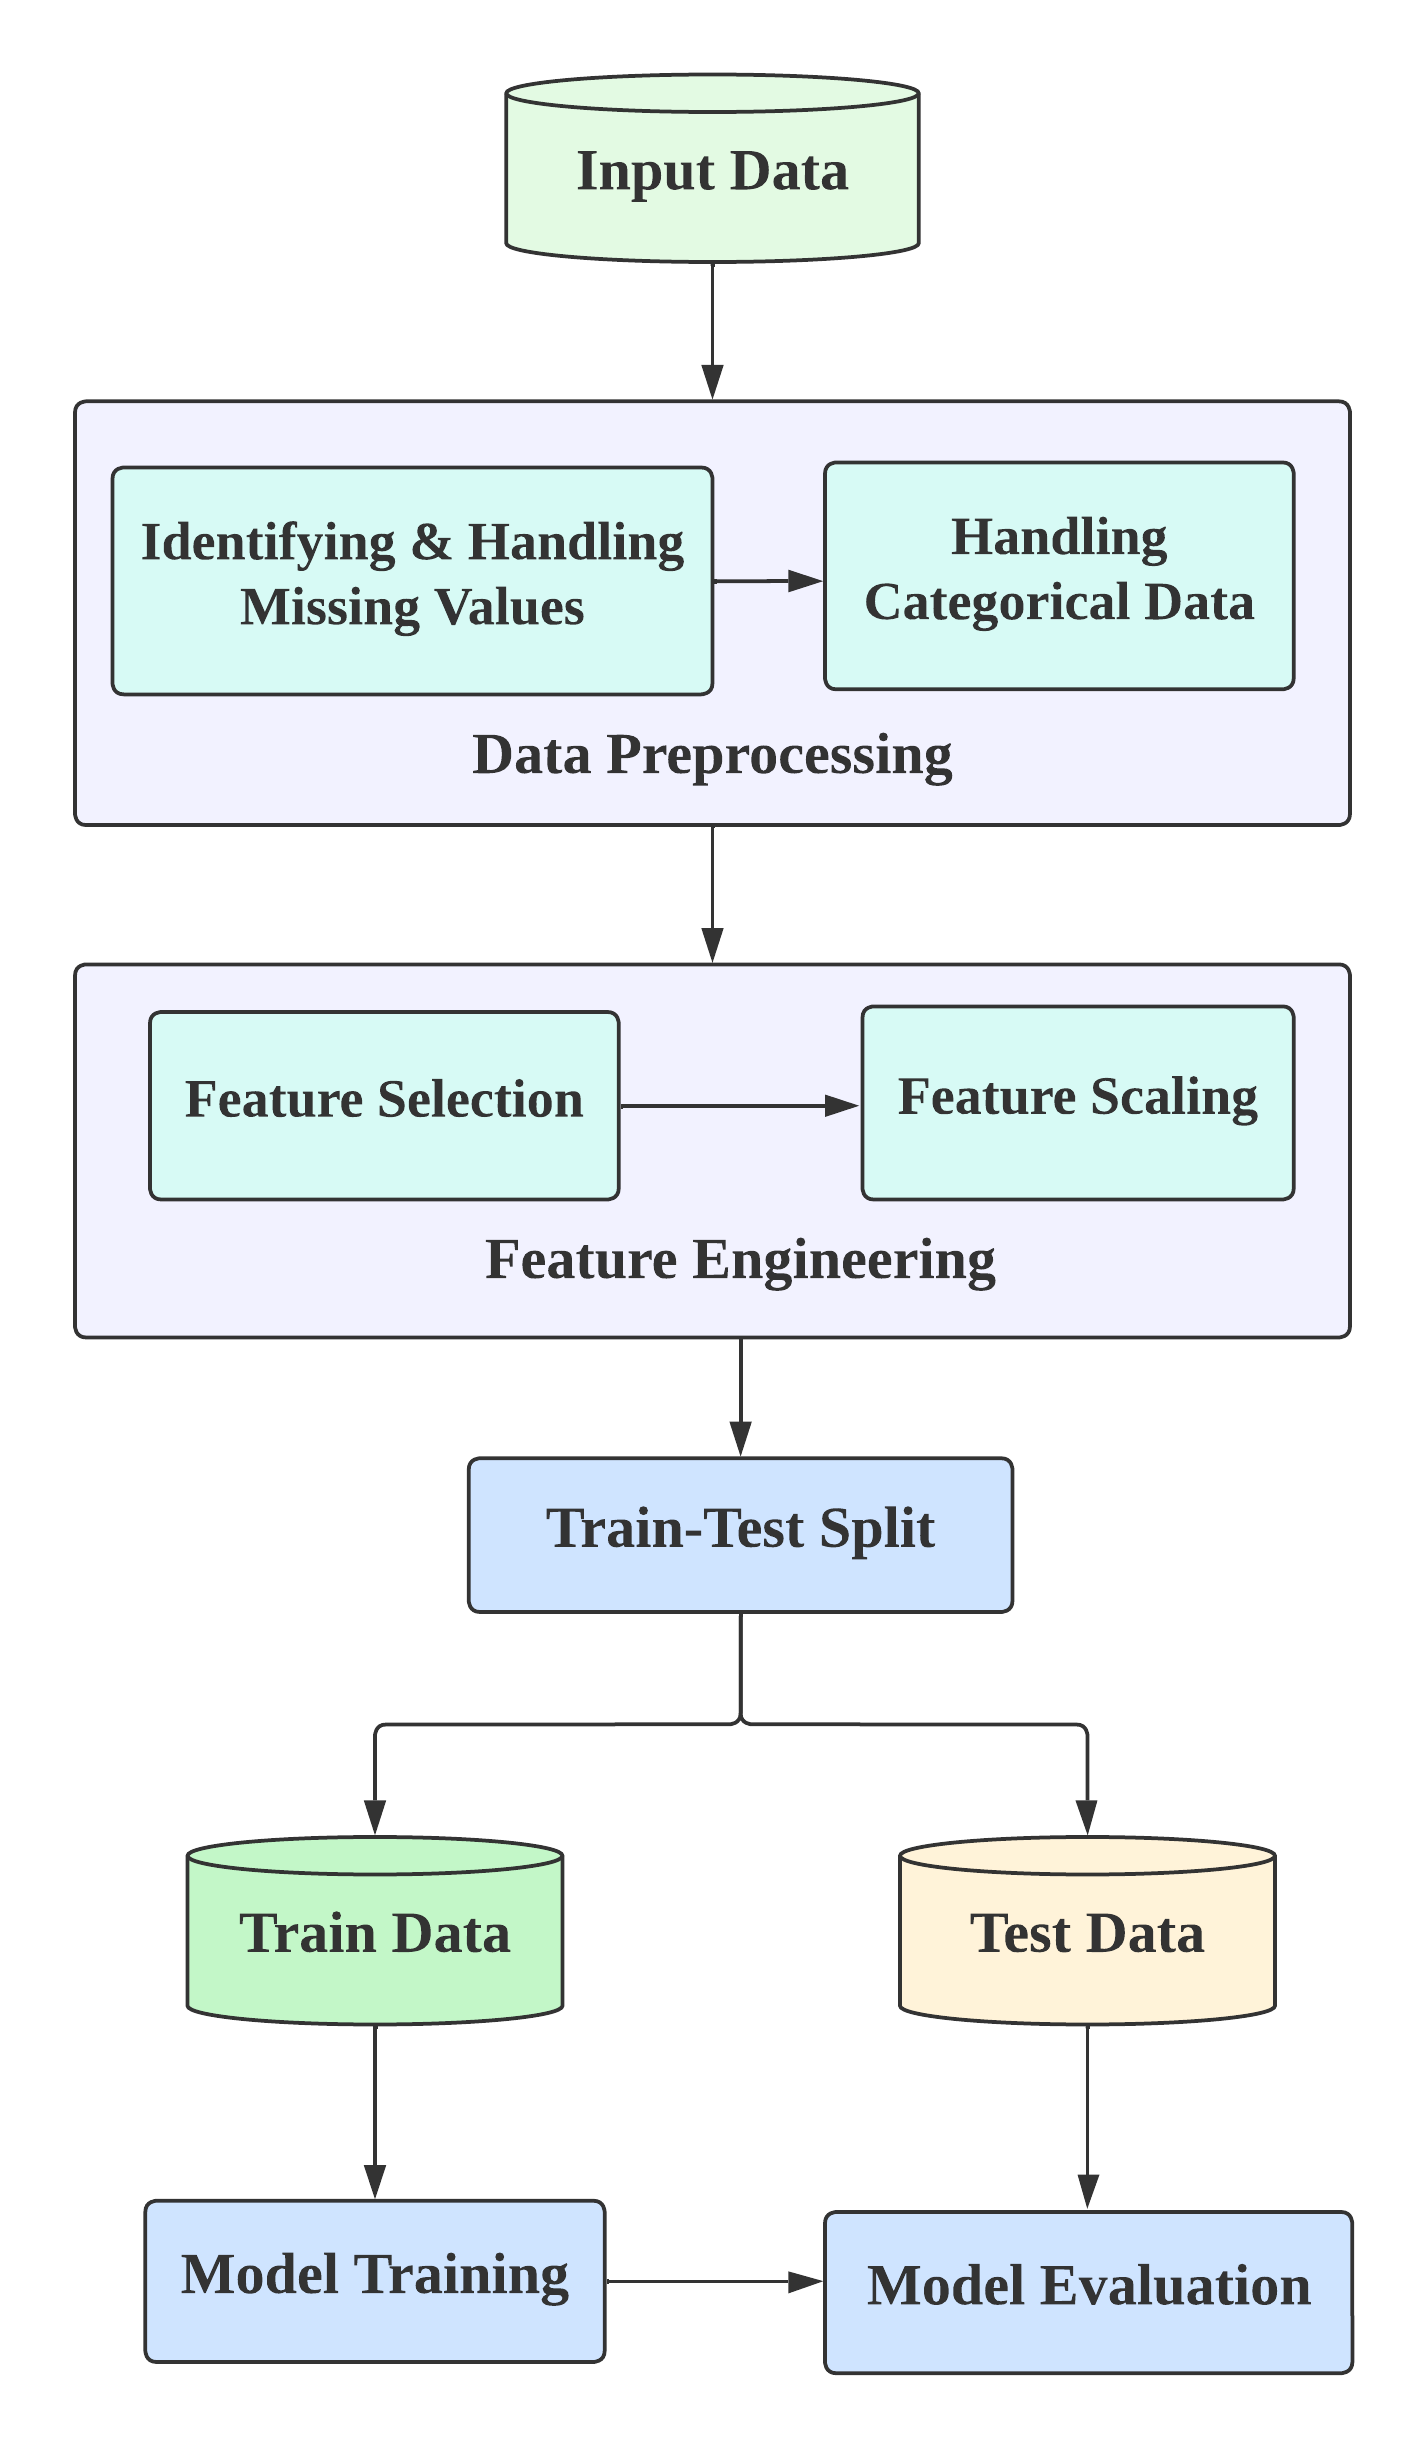 Input Data
Identifying & Handling
Missing Values
Handling
Categorical Data
Data Preprocessing
Feature Selection
Feature Scaling
Feature Engineering
Train-Test Split
Train Data
Test Data
Model Training
Model Evaluation